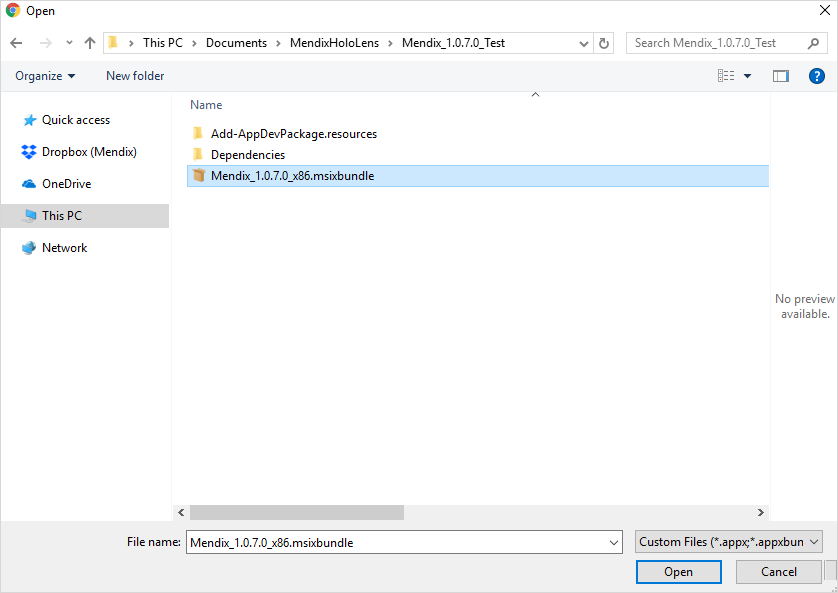 Open
This PC > Documents > MendixHoloLens > Mendix_1.0.7.0_Test
Search Mendix_1.0.7.0_Test
Organize
New folder
?
Name
Quick access
Dropbox (Mendix)
OneDrive
This PC
Network
Add-AppDevPackage.resources
Dependencies
Mendix_1.0.7.0_x86.msixbundle
No preview
available.
File name:
Mendix_1.0.7.0_x86.msixbundle
Custom Files (*.appx;*.appxbun
Open
Cancel